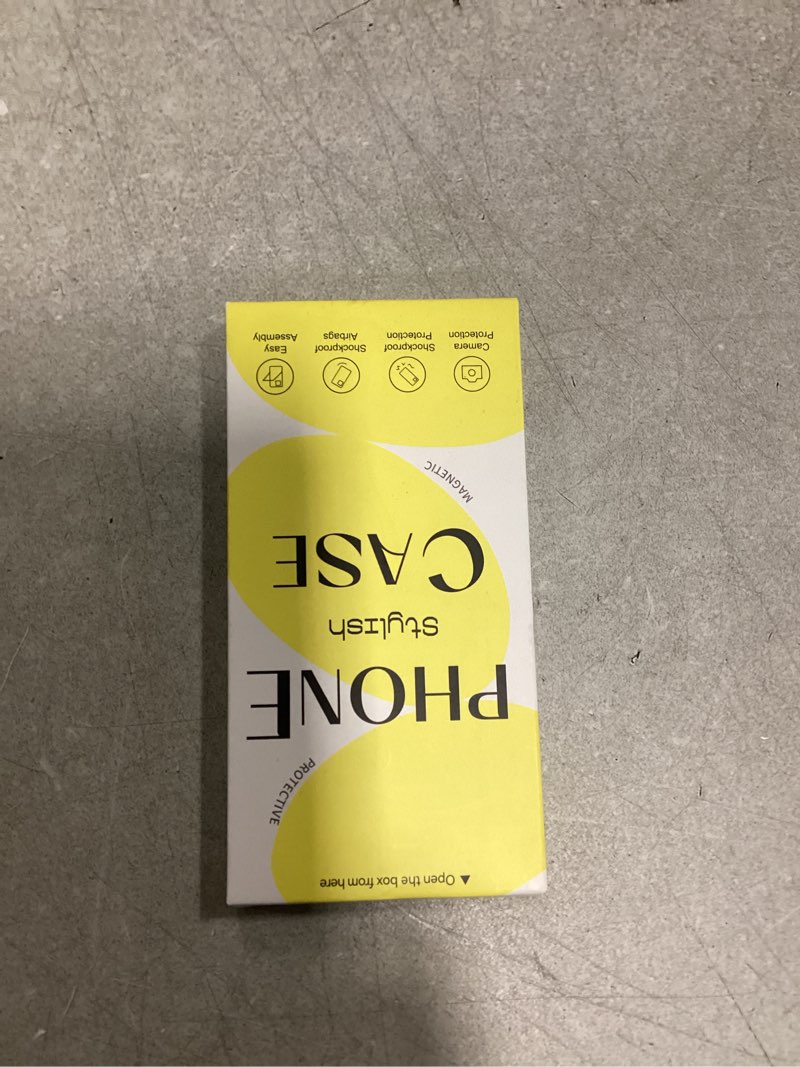 ▲ Open the box from here
PROTECTIVE
PHONE
Stylish
CASE
MAGNETIC
Camera
Protection
Shockproof
Protection
Shockproof
Airbags
Easy
Assembly